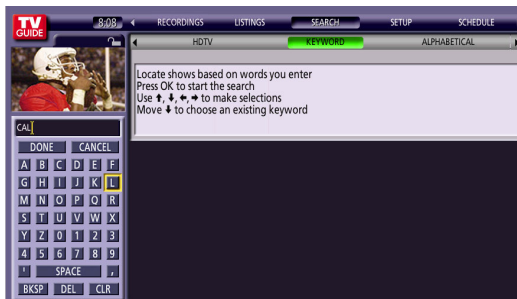 TV
GUIDE
8:08 RECORDINGS LISTINGS SEARCH SETUP SCHEDULE
HDTV KEYWORD ALPHABETICAL
Locate shows based on words you enter
Press OK to start the search
Use ↑, ↓, ←, → to make selections
Move ↓ to choose an existing keyword
CAL
DONE CANCEL
A B C D E F
G H I J K L
M N O P Q R
S T U V W X
Y Z 0 1 2 3
4 5 6 7 8 9
' SPACE ,
BKSP DEL CLR